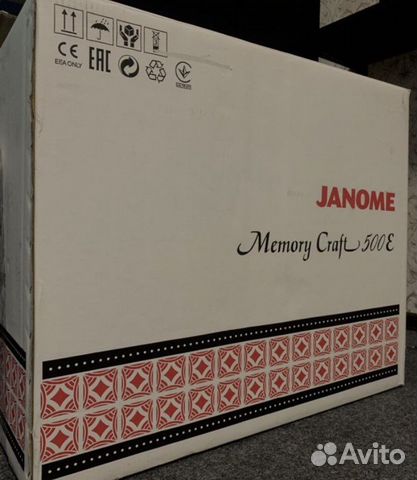 CE EAC
EEA ONLY
JANOME
Memory Craft 500E
Avito